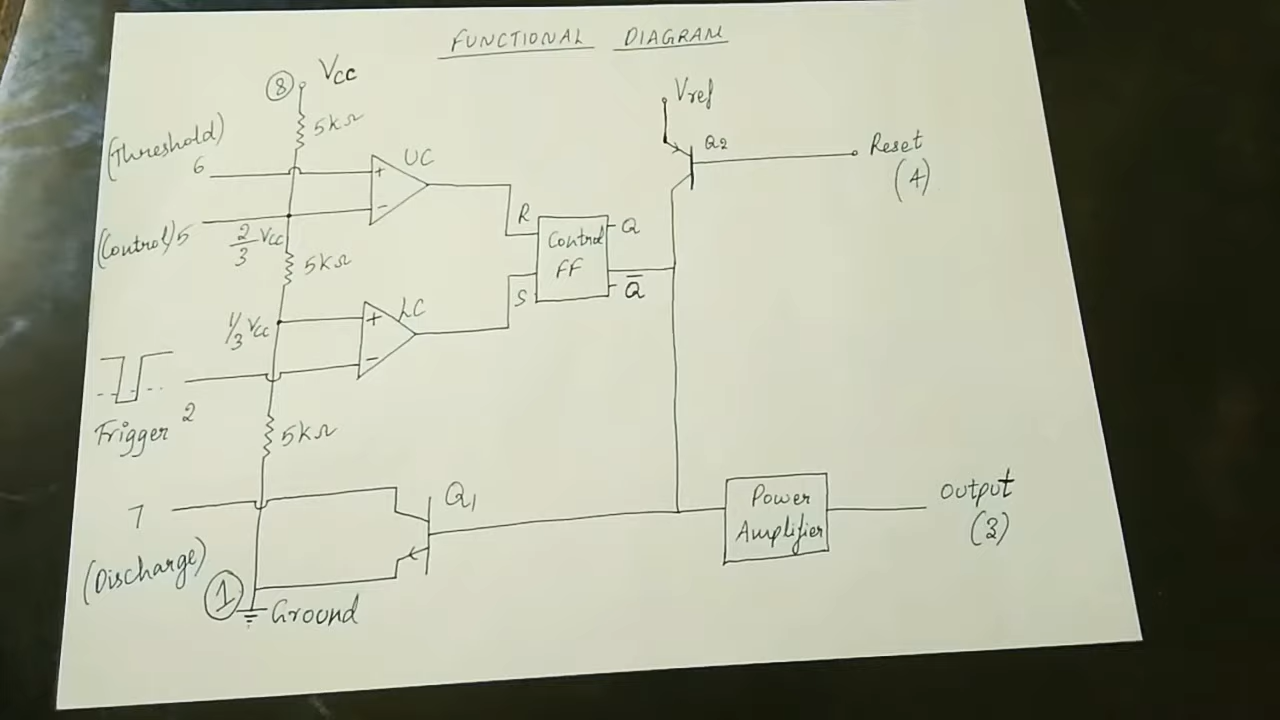 FUNCTIONAL DIAGRAM
8 Vcc
5kΩ
(Threshold)
6
+
UC
-
(Control) 5
2/3 Vcc
5kΩ
1/3 Vcc
+
LC
-
Trigger 2
5kΩ
7
(Discharge)
1
Ground
Q1
R
S
Control
FF
Q
Q̅
Vref
Q2
Reset
(4)
Power
Amplifier
Output
(3)